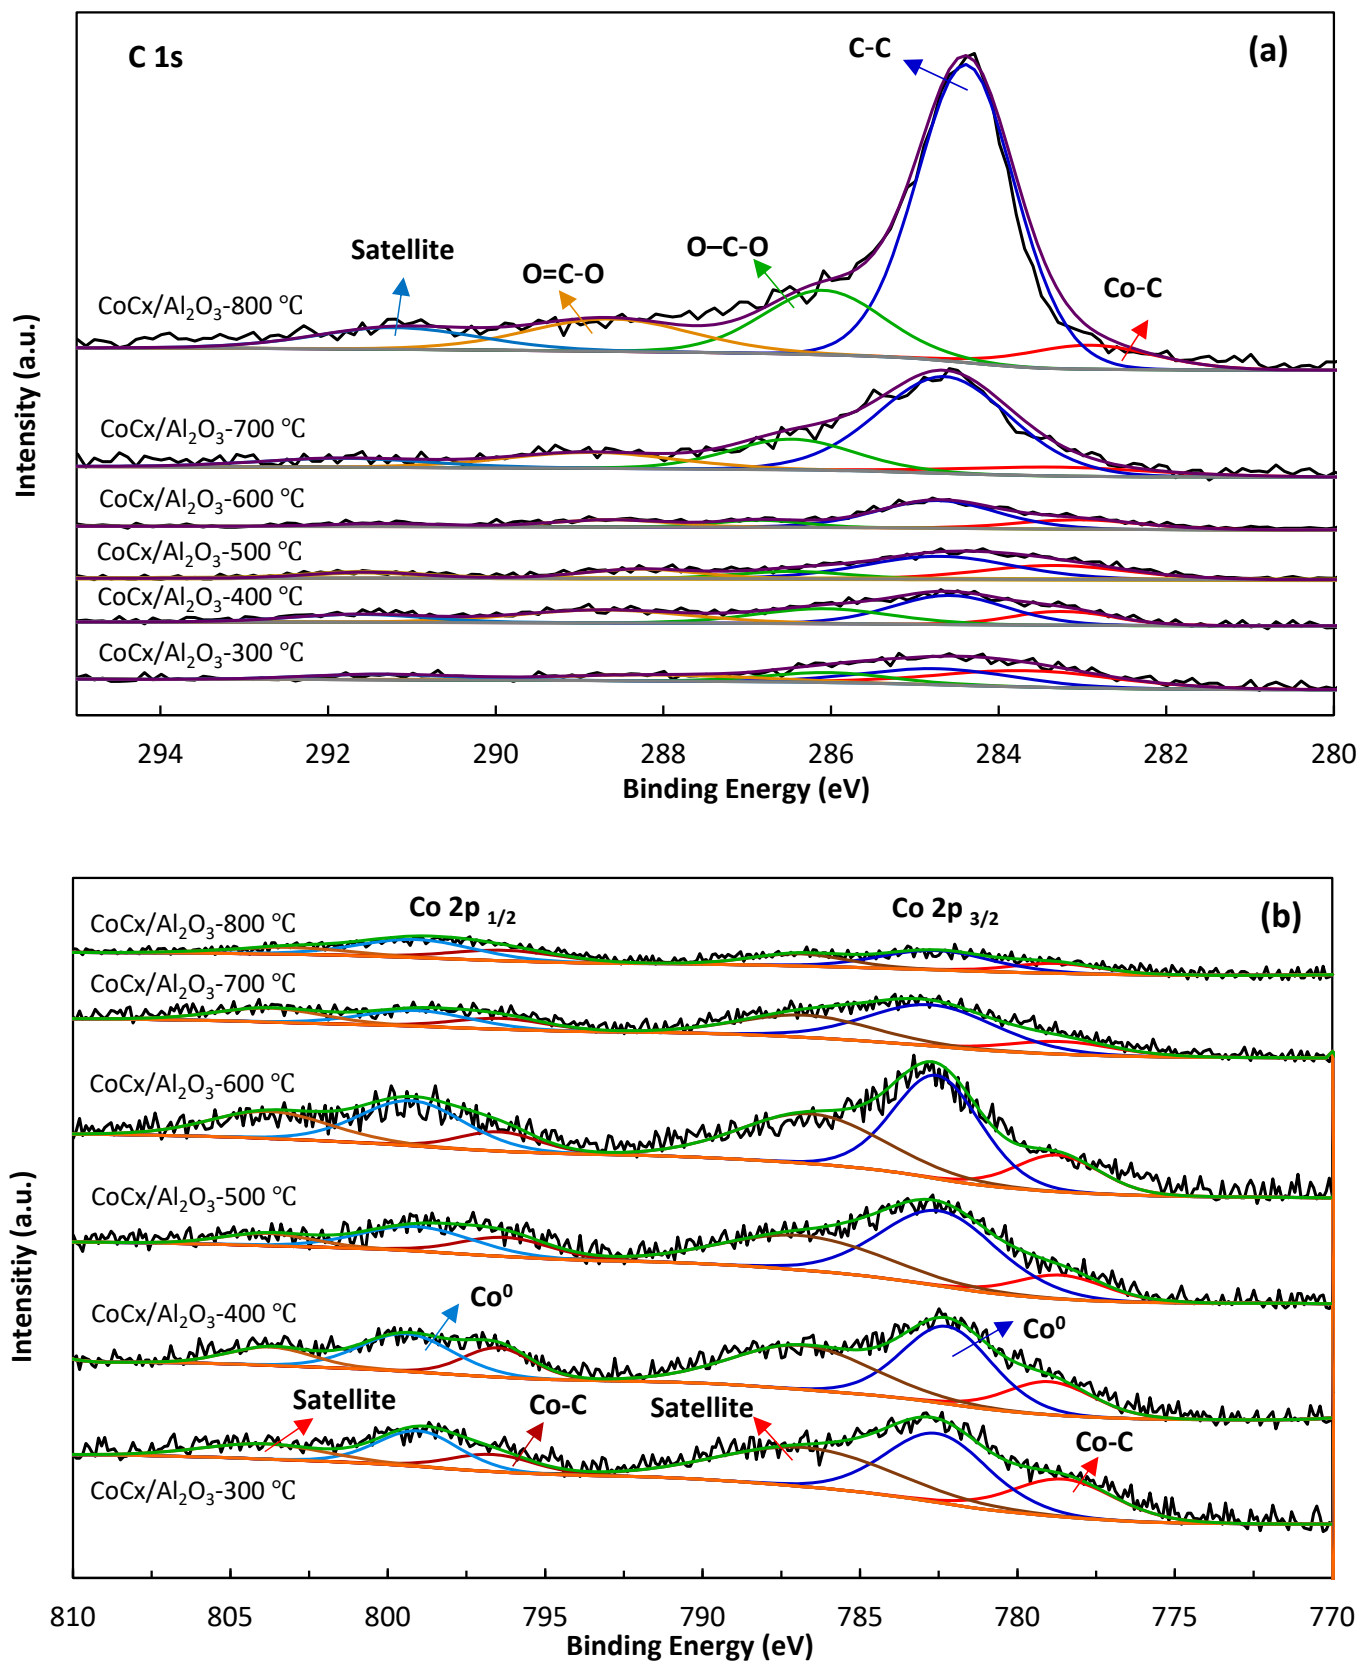 C 1s
(a)
C-C
Satellite
O=C-O
O–C-O
Co-C
CoCx/Al₂O₃-800 ℃
CoCx/Al₂O₃-700 ℃
CoCx/Al₂O₃-600 ℃
CoCx/Al₂O₃-500 ℃
CoCx/Al₂O₃-400 ℃
CoCx/Al₂O₃-300 ℃
Intensity (a.u.)
294 292 290 288 286 284 282 280
Binding Energy (eV)
Co 2p 1/2
Co 2p 3/2
(b)
CoCx/Al₂O₃-800 ℃
CoCx/Al₂O₃-700 ℃
CoCx/Al₂O₃-600 ℃
CoCx/Al₂O₃-500 ℃
CoCx/Al₂O₃-400 ℃
Co⁰
Co⁰
Satellite
Co-C
Satellite
Co-C
CoCx/Al₂O₃-300 ℃
Intensitiy (a.u.)
810 805 800 795 790 785 780 775 770
Binding Energy (eV)